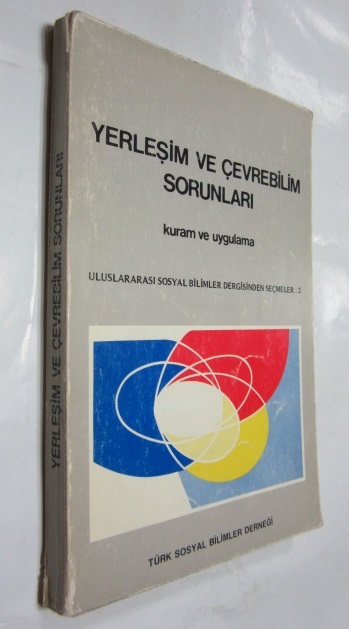 YERLEŞİM VE ÇEVREBİLİM
SORUNLARI
kuram ve uygulama
ULUSLARARASI SOSYAL BİLİMLER DERGİSİNDEN SEÇMELER : 2
TÜRK SOSYAL BİLİMLER DERNEĞİ
YERLEŞİM VE ÇEVREBİLİM SORUNLARI